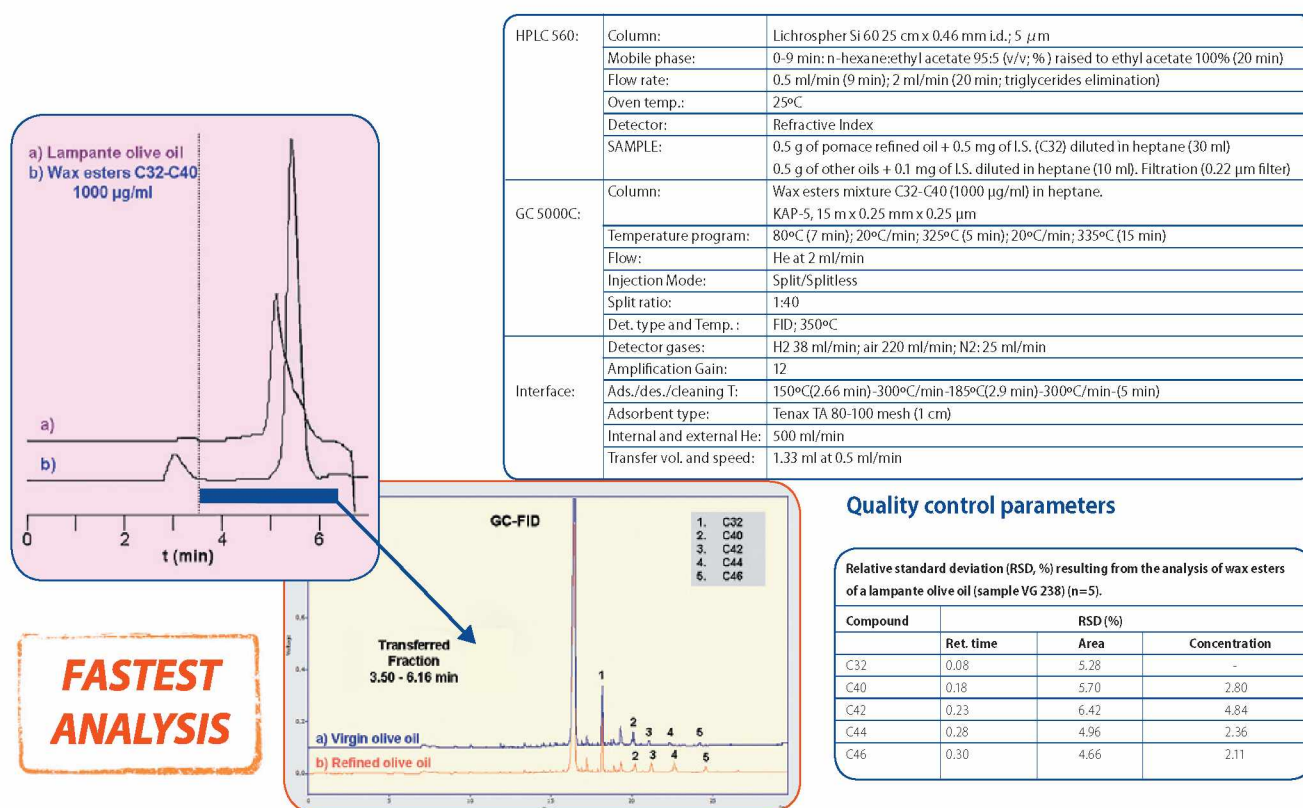 HPLC 560: Column: Lichrospher Si 60 25 cm x 0.46 mm i.d.; 5 µm
Mobile phase: 0-9 min: n-hexane:ethyl acetate 95:5 (v/v; %) raised to ethyl acetate 100% (20 min)
Flow rate: 0.5 ml/min (9 min); 2 ml/min (20 min; triglycerides elimination)
Oven temp.: 25ºC
Detector: Refractive Index
SAMPLE: 0.5 g of pomace refined oil + 0.5 mg of I.S. (C32) diluted in heptane (30 ml)
0.5 g of other oils + 0.1 mg of I.S. diluted in heptane (10 ml). Filtration (0.22 µm filter)
GC 5000C: Column: Wax esters mixture C32-C40 (1000 µg/ml) in heptane.
KAP-5, 15 m x 0.25 mm x 0.25 µm
Temperature program: 80ºC (7 min); 20ºC/min; 325ºC (5 min); 20ºC/min; 335ºC (15 min)
Flow: He at 2 ml/min
Injection Mode: Split/Splitless
Split ratio: 1:40
Det. type and Temp. : FID; 350ºC
Interface: Detector gases: H2 38 ml/min; air 220 ml/min; N2: 25 ml/min
Amplification Gain: 12
Ads./des./cleaning T: 150ºC(2.66 min)-300ºC/min-185ºC(2.9 min)-300ºC/min-(5 min)
Adsorbent type: Tenax TA 80-100 mesh (1 cm)
Internal and external He: 500 ml/min
Transfer vol. and speed: 1.33 ml at 0.5 ml/min
a) Lampante olive oil
b) Wax esters C32-C40
1000 µg/ml
a)
b)
0 2 4 6
t (min)
GC-FID
1. C32
2. C40
3. C42
4. C44
5. C46
Transferred
Fraction
3.50 - 6.16 min
1
2 3 4 5
a) Virgin olive oil
2 3 4 5
b) Refined olive oil
0.4
0.2
0.0
0 5 10 15 20 25
FASTEST
ANALYSIS
Quality control parameters
Relative standard deviation (RSD, %) resulting from the analysis of wax esters
of a lampante olive oil (sample VG 238) (n=5).
Compound RSD (%)
Ret. time Area Concentration
C32 0.08 5.28 -
C40 0.18 5.70 2.80
C42 0.23 6.42 4.84
C44 0.28 4.96 2.36
C46 0.30 4.66 2.11